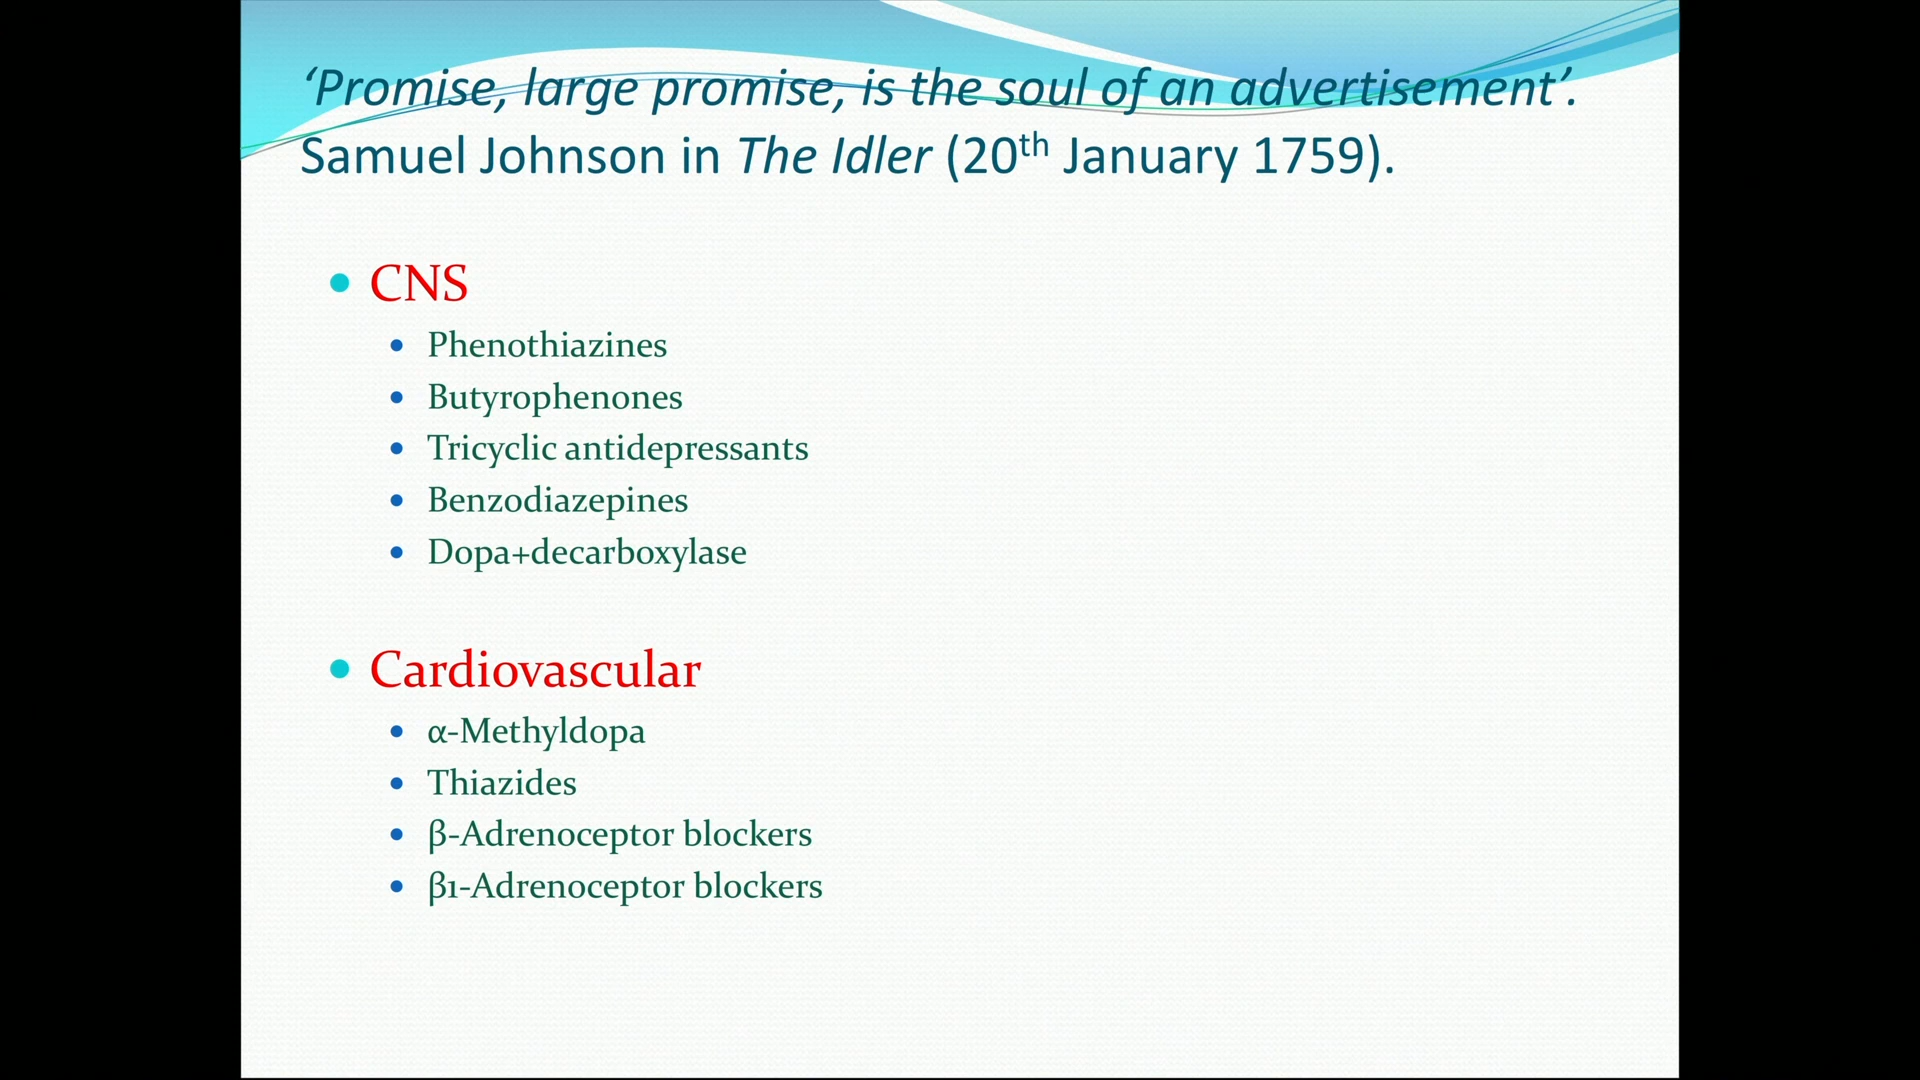 ‘Promise, large promise, is the soul of an advertisement’.
Samuel Johnson in The Idler (20th January 1759).
• CNS
• Phenothiazines
• Butyrophenones
• Tricyclic antidepressants
• Benzodiazepines
• Dopa+decarboxylase
• Cardiovascular
• α-Methyldopa
• Thiazides
• β-Adrenoceptor blockers
• β1-Adrenoceptor blockers